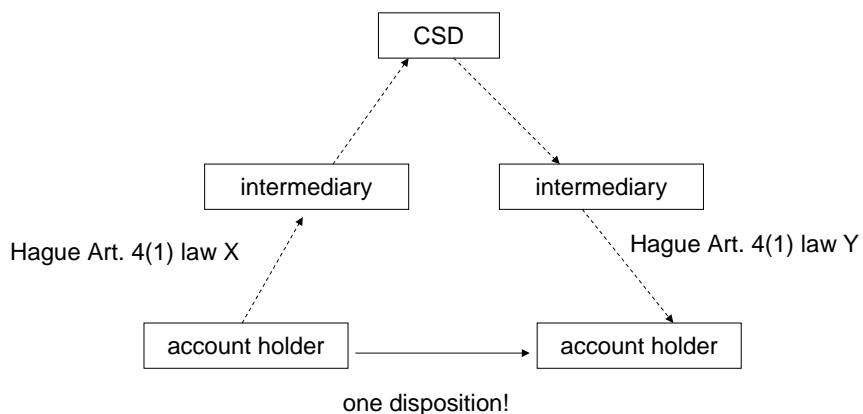 CSD
intermediary
intermediary
Hague Art. 4(1) law X
Hague Art. 4(1) law Y
account holder
account holder
one disposition!